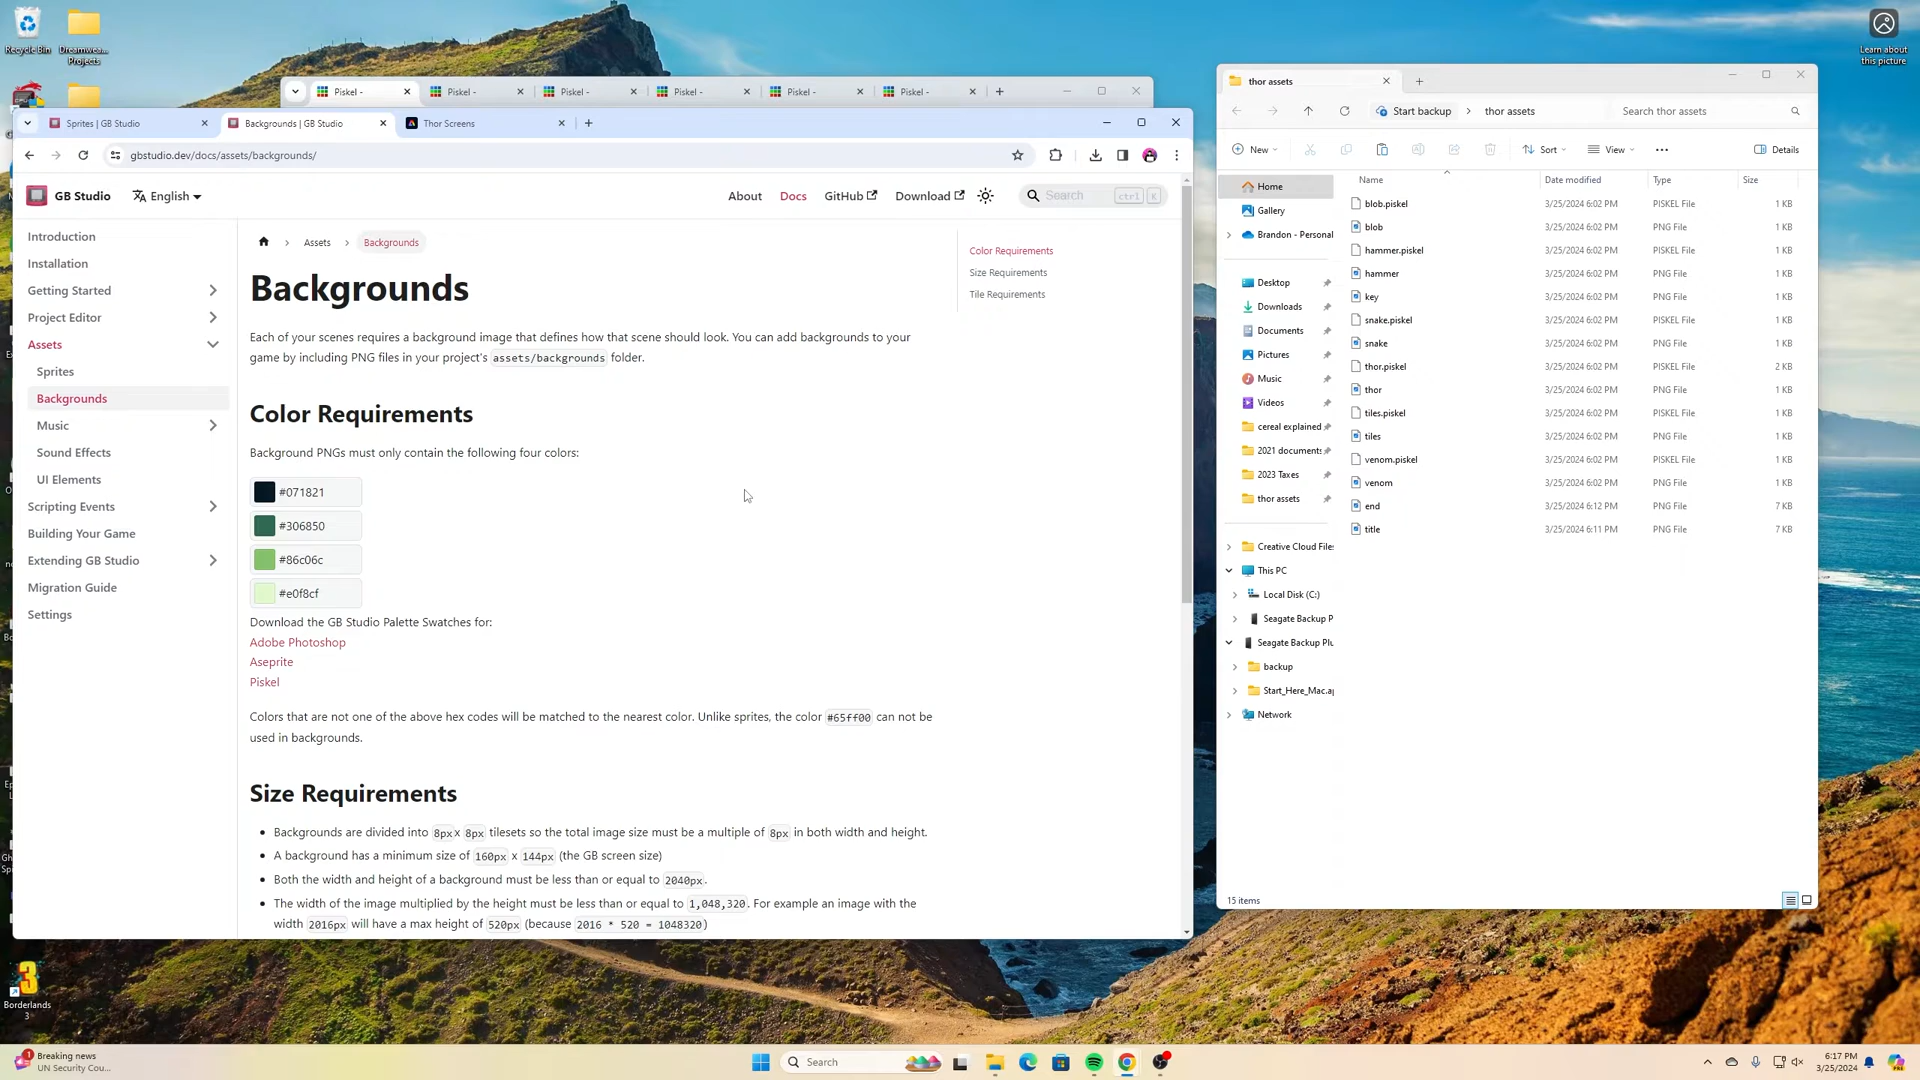 Recycle Bin
Dreamwea...
Projects
Learn about
this picture
Piskel -
Piskel -
Piskel -
Piskel -
Piskel -
Piskel -
Sprites | GB Studio
Backgrounds | GB Studio
Thor Screens
gbstudio.dev/docs/assets/backgrounds/
GB Studio
English
About
Docs
GitHub
Download
Search
ctrl
K
Introduction
Installation
Getting Started
Project Editor
Assets
Sprites
Backgrounds
Music
Sound Effects
UI Elements
Scripting Events
Building Your Game
Extending GB Studio
Migration Guide
Settings
Assets
Backgrounds
Backgrounds
Each of your scenes requires a background image that defines how that scene should look. You can add backgrounds to your
game by including PNG files in your project's assets/backgrounds folder.
Color Requirements
Background PNGs must only contain the following four colors:
#071821
#306850
#86c06c
#e0f8cf
Download the GB Studio Palette Swatches for:
Adobe Photoshop
Aseprite
Piskel
Colors that are not one of the above hex codes will be matched to the nearest color. Unlike sprites, the color #65ff00 can not be
used in backgrounds.
Size Requirements
Backgrounds are divided into 8px x 8px tilesets so the total image size must be a multiple of 8px in both width and height.
A background has a minimum size of 160px x 144px (the GB screen size)
Both the width and height of a background must be less than or equal to 2040px.
The width of the image multiplied by the height must be less than or equal to 1,048,320. For example an image with the
width 2016px will have a max height of 520px (because 2016 * 520 = 1048320)
Color Requirements
Size Requirements
Tile Requirements
thor assets
Start backup
thor assets
Search thor assets
New
Sort
View
Details
Name
Date modified
Type
Size
Home
Gallery
Brandon - Personal
Desktop
Downloads
Documents
Pictures
Music
Videos
cereal explained
2021 documents
2023 Taxes
thor assets
Creative Cloud Files
This PC
Local Disk (C:)
Seagate Backup P
Seagate Backup Plu
backup
Start_Here_Mac.ap
Network
blob.piskel 3/25/2024 6:02 PM PISKEL File 1 KB
blob 3/25/2024 6:02 PM PNG File 1 KB
hammer.piskel 3/25/2024 6:02 PM PISKEL File 1 KB
hammer 3/25/2024 6:02 PM PNG File 1 KB
key 3/25/2024 6:02 PM PNG File 1 KB
snake.piskel 3/25/2024 6:02 PM PISKEL File 1 KB
snake 3/25/2024 6:02 PM PNG File 1 KB
thor.piskel 3/25/2024 6:02 PM PISKEL File 2 KB
thor 3/25/2024 6:02 PM PNG File 1 KB
tiles.piskel 3/25/2024 6:02 PM PISKEL File 1 KB
tiles 3/25/2024 6:02 PM PNG File 1 KB
venom.piskel 3/25/2024 6:02 PM PISKEL File 1 KB
venom 3/25/2024 6:02 PM PNG File 1 KB
end 3/25/2024 6:12 PM PNG File 7 KB
title 3/25/2024 6:11 PM PNG File 7 KB
15 items
Borderlands
3
1
Breaking news
UN Security Cou...
Search
6:17 PM
3/25/2024